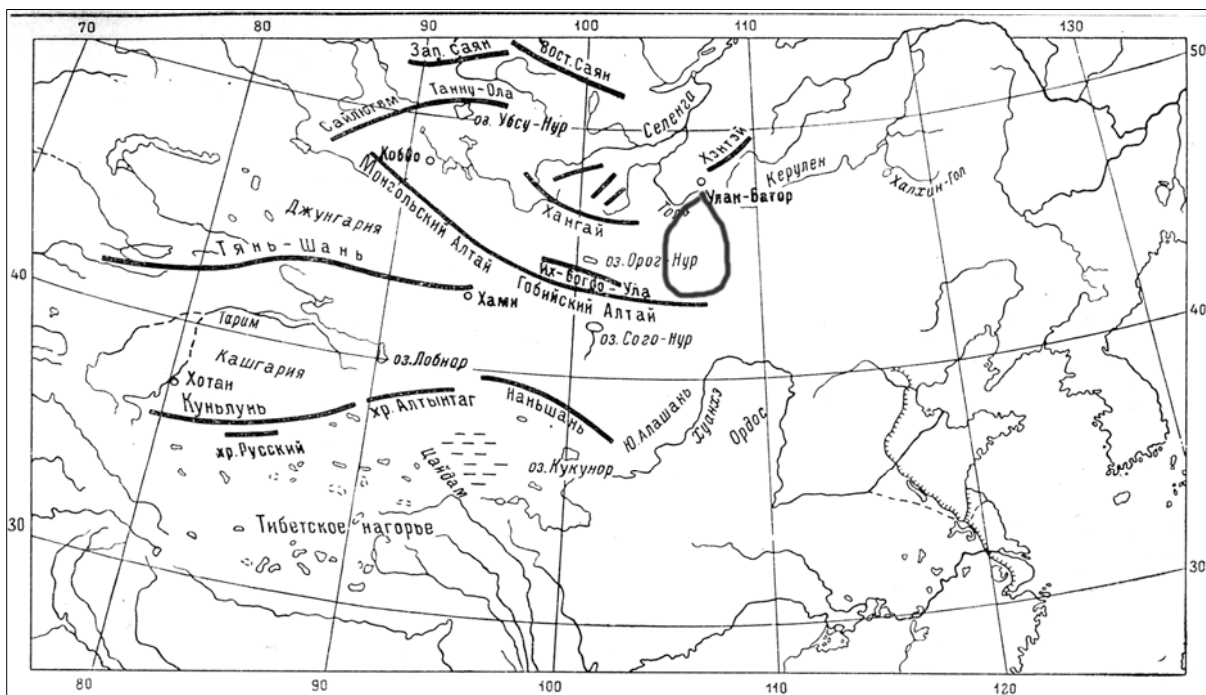 70
80
90
100
110
120
130
50
Зап. Саян
Вост. Саян
Танну-Ола
Сайлюгем
оз. Убсу-Нур
Селенга
Хэнтэй
Кобдо
Керулен
Халхин-Гол
Улан-Батор
Монгольский Алтай
Хангай
Джунгария
Тянь-Шань
оз. Орог-Нур
Их-Богдо-Ула
Гобийский Алтай
40
40
Хами
оз. Сого-Нур
Тарим
оз. Лобнор
Кашгария
Хотан
Куньлунь
хр. Алтынтаг
Наньшань
Ю. Алашань
Хуанхэ
Ордос
хр. Русский
Цайдам
оз. Кукунор
Тибетское нагорье
30
30
80
90
100
110
120